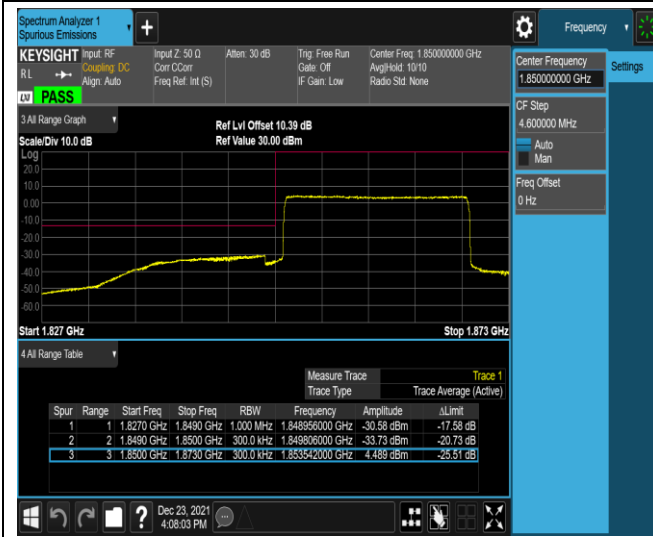 Spectrum Analyzer 1
Spurious Emissions
Frequency
KEYSIGHT
RL
Input: RF
Coupling: DC
Align: Auto
Input Z: 50 Ω
Corr CCorr
Freq Ref: Int (S)
Atten: 30 dB
Trig: Free Run
Gate: Off
IF Gain: Low
Center Freq: 1.850000000 GHz
Avg|Hold: 10/10
Radio Std: None
LNI PASS
Center Frequency
1.850000000 GHz
Settings
CF Step
4.600000 MHz
Auto
Man
Freq Offset
0 Hz
3 All Range Graph
Ref Lvl Offset 10.39 dB
Scale/Div 10.0 dB
Ref Value 30.00 dBm
Log
20.0
10.0
0.00
-10.0
-20.0
-30.0
-40.0
-50.0
-60.0
Start 1.827 GHz
Stop 1.873 GHz
4 All Range Table
Measure Trace Trace 1
Trace Type Trace Average (Active)
Spur Range Start Freq Stop Freq RBW Frequency Amplitude ΔLimit
1 1 1.8270 GHz 1.8490 GHz 1.000 MHz 1.848956000 GHz -30.58 dBm -17.58 dB
2 2 1.8490 GHz 1.8500 GHz 300.0 kHz 1.849806000 GHz -33.73 dBm -20.73 dB
3 3 1.8500 GHz 1.8730 GHz 300.0 kHz 1.853542000 GHz 4.489 dBm -25.51 dB
Dec 23, 2021
4:08:03 PM